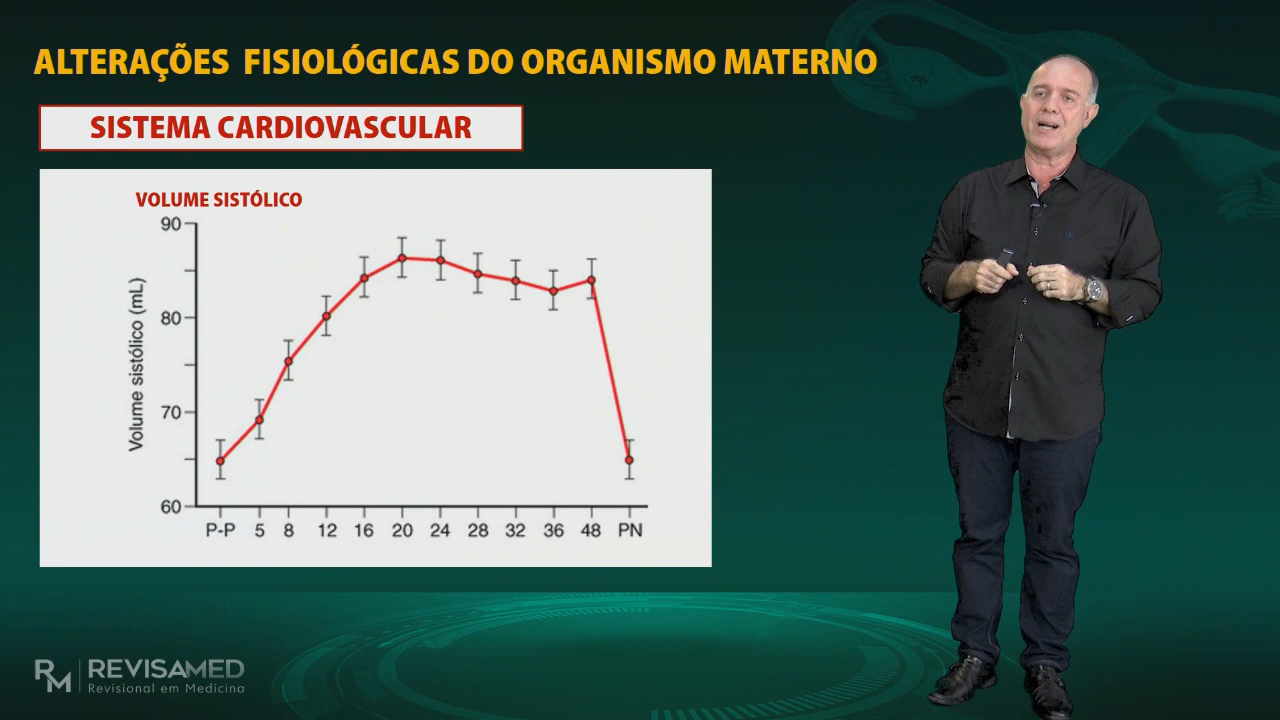 ALTERAÇÕES FISIOLÓGICAS DO ORGANISMO MATERNO
SISTEMA CARDIOVASCULAR
VOLUME SISTÓLICO
Volume sistólico (mL)
90
80
70
60
P-P 5 8 12 16 20 24 28 32 36 48 PN
RM REVISAMED
Revisional em Medicina